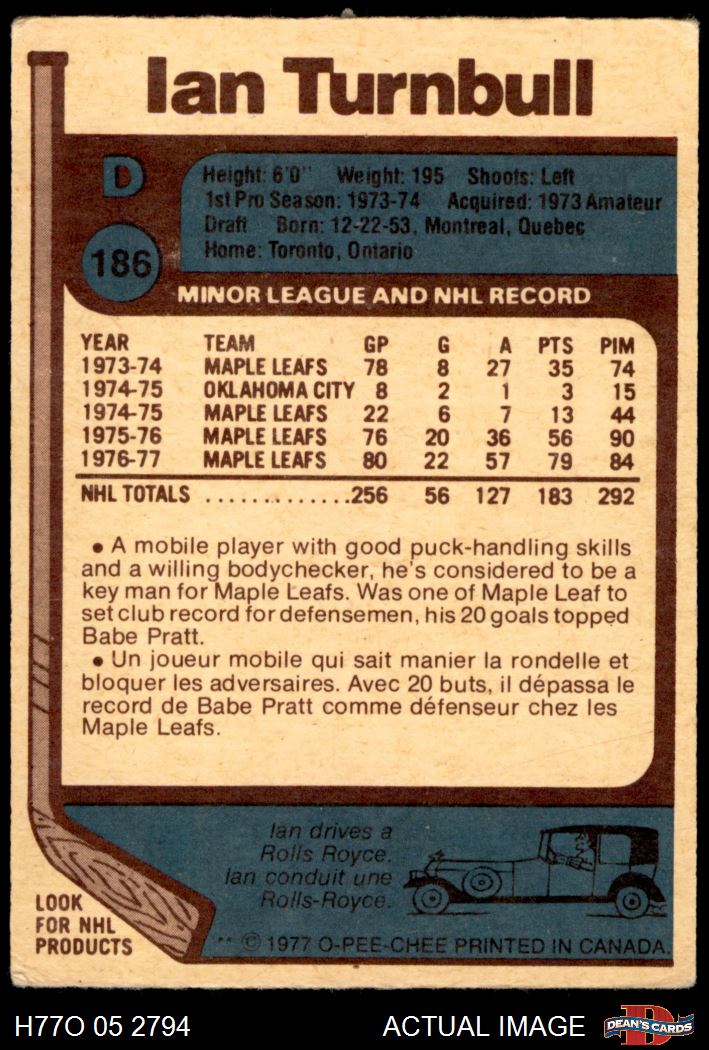 Ian Turnbull
D
186
Height: 6'0" Weight: 195 Shoots: Left
1st Pro Season: 1973-74 Acquired: 1973 Amateur
Draft Born: 12-22-53, Montreal, Quebec
Home: Toronto, Ontario
MINOR LEAGUE AND NHL RECORD
YEAR TEAM GP G A PTS PIM
1973-74 MAPLE LEAFS 78 8 27 35 74
1974-75 OKLAHOMA CITY 8 2 1 3 15
1974-75 MAPLE LEAFS 22 6 7 13 44
1975-76 MAPLE LEAFS 76 20 36 56 90
1976-77 MAPLE LEAFS 80 22 57 79 84
NHL TOTALS .............256 56 127 183 292
• A mobile player with good puck-handling skills
and a willing bodychecker, he's considered to be a
key man for Maple Leafs. Was one of Maple Leaf to
set club record for defensemen, his 20 goals topped
Babe Pratt.
• Un joueur mobile qui sait manier la rondelle et
bloquer les adversaires. Avec 20 buts, il dépassa le
record de Babe Pratt comme défenseur chez les
Maple Leafs.
Ian drives a
Rolls Royce.
Ian conduit une
Rolls-Royce.
LOOK
FOR NHL
PRODUCTS
** © 1977 O-PEE-CHEE PRINTED IN CANADA.
H77O 05 2794 ACTUAL IMAGE
DEAN'S CARDS